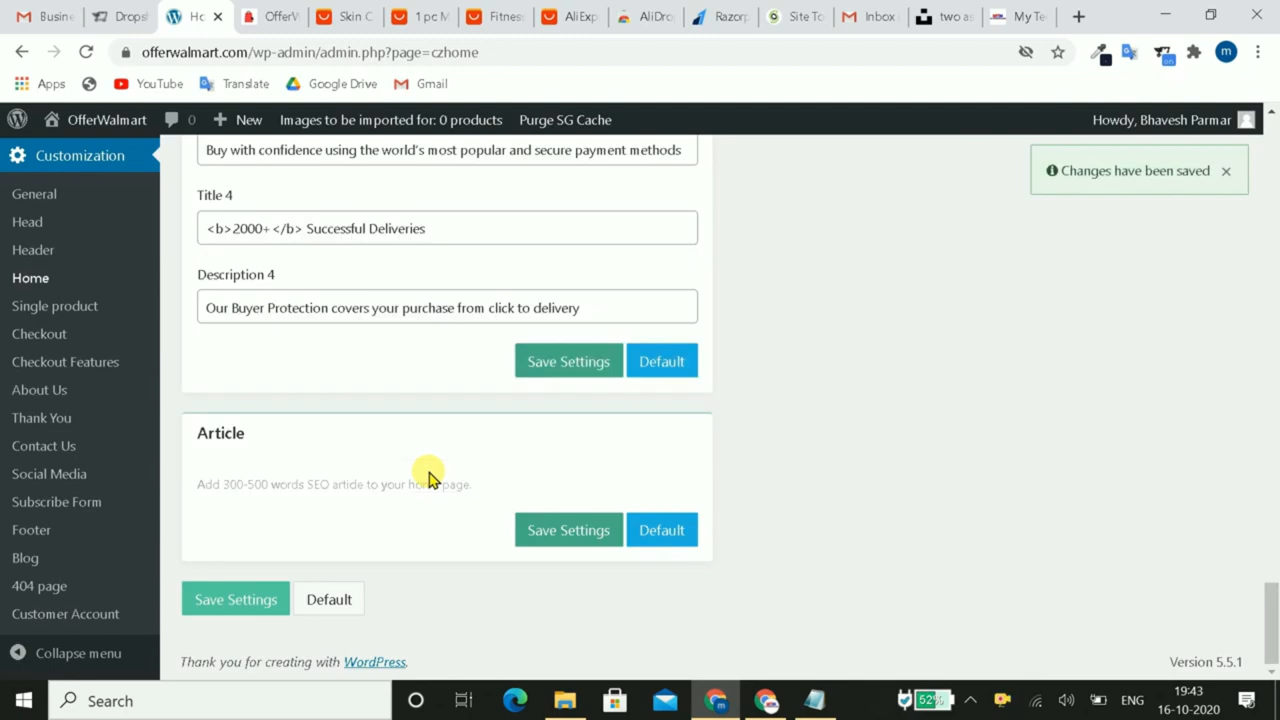 Busine
Dropsl
Ho
OfferV
Skin C
1 pc M
Fitness
AliExp
AliDro
Razorp
Site To
Inbox
two as
My Te
offerwalmart.com/wp-admin/admin.php?page=czhome
m
on
Apps
YouTube
Translate
Google Drive
Gmail
OfferWalmart
0
New
Images to be imported for: 0 products
Purge SG Cache
Howdy, Bhavesh Parmar
Customization
General
Head
Header
Home
Single product
Checkout
Checkout Features
About Us
Thank You
Contact Us
Social Media
Subscribe Form
Footer
Blog
404 page
Customer Account
Collapse menu
Buy with confidence using the world's most popular and secure payment methods
Changes have been saved
Title 4
<b>2000+ </b> Successful Deliveries
Description 4
Our Buyer Protection covers your purchase from click to delivery
Save Settings
Default
Article
Add 300-500 words SEO article to your home page.
Save Settings
Default
Save Settings
Default
Thank you for creating with WordPress.
Version 5.5.1
Search
52%
ENG
19:43
16-10-2020